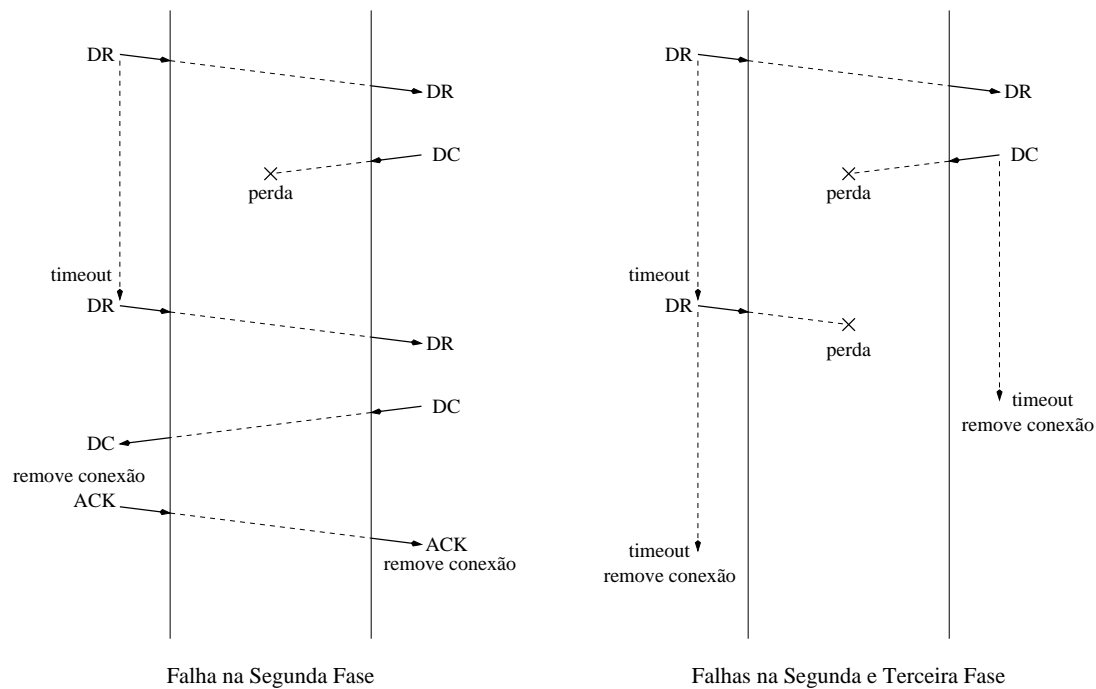 DR
DR
DC
perda
timeout
DR
DR
DC
DC
remove conexão
ACK
ACK
remove conexão
Falha na Segunda Fase
DR
DR
DC
perda
timeout
DR
perda
timeout
remove conexão
timeout
remove conexão
Falhas na Segunda e Terceira Fase